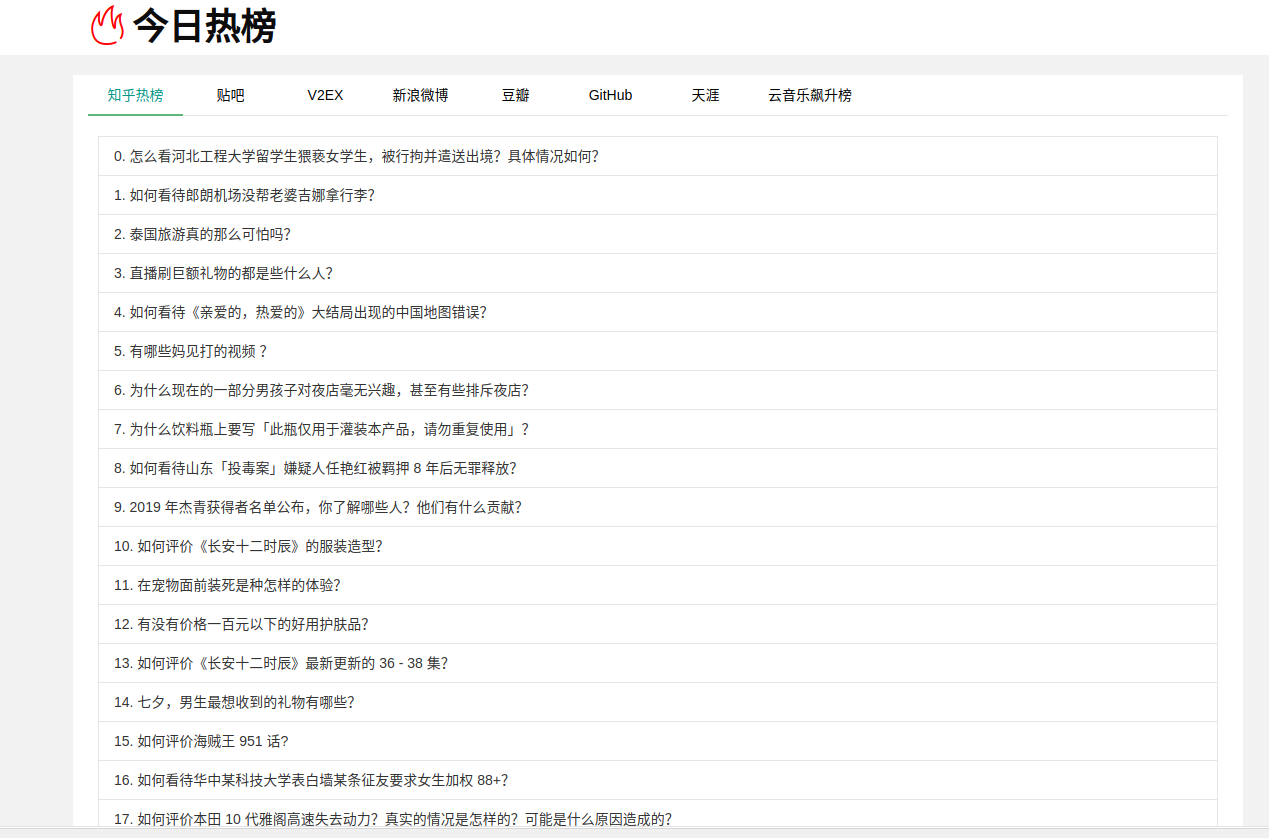 今日热榜
知乎热榜 贴吧 V2EX 新浪微博 豆瓣 GitHub 天涯 云音乐飙升榜
0. 怎么看河北工程大学留学生猥亵女学生，被行拘并遣送出境？具体情况如何？
1. 如何看待郎朗机场没帮老婆吉娜拿行李？
2. 泰国旅游真的那么可怕吗？
3. 直播刷巨额礼物的都是些什么人？
4. 如何看待《亲爱的，热爱的》大结局出现的中国地图错误？
5. 有哪些妈见打的视频 ？
6. 为什么现在的一部分男孩子对夜店毫无兴趣，甚至有些排斥夜店？
7. 为什么饮料瓶上要写「此瓶仅用于灌装本产品，请勿重复使用」？
8. 如何看待山东「投毒案」嫌疑人任艳红被羁押 8 年后无罪释放？
9. 2019 年杰青获得者名单公布，你了解哪些人？他们有什么贡献？
10. 如何评价《长安十二时辰》的服装造型？
11. 在宠物面前装死是种怎样的体验？
12. 有没有价格一百元以下的好用护肤品？
13. 如何评价《长安十二时辰》最新更新的 36 - 38 集？
14. 七夕，男生最想收到的礼物有哪些？
15. 如何评价海贼王 951 话？
16. 如何看待华中某科技大学表白墙某条征友要求女生加权 88+？
17. 如何评价本田 10 代雅阁高速失去动力？真实的情况是怎样的？可能是什么原因造成的？